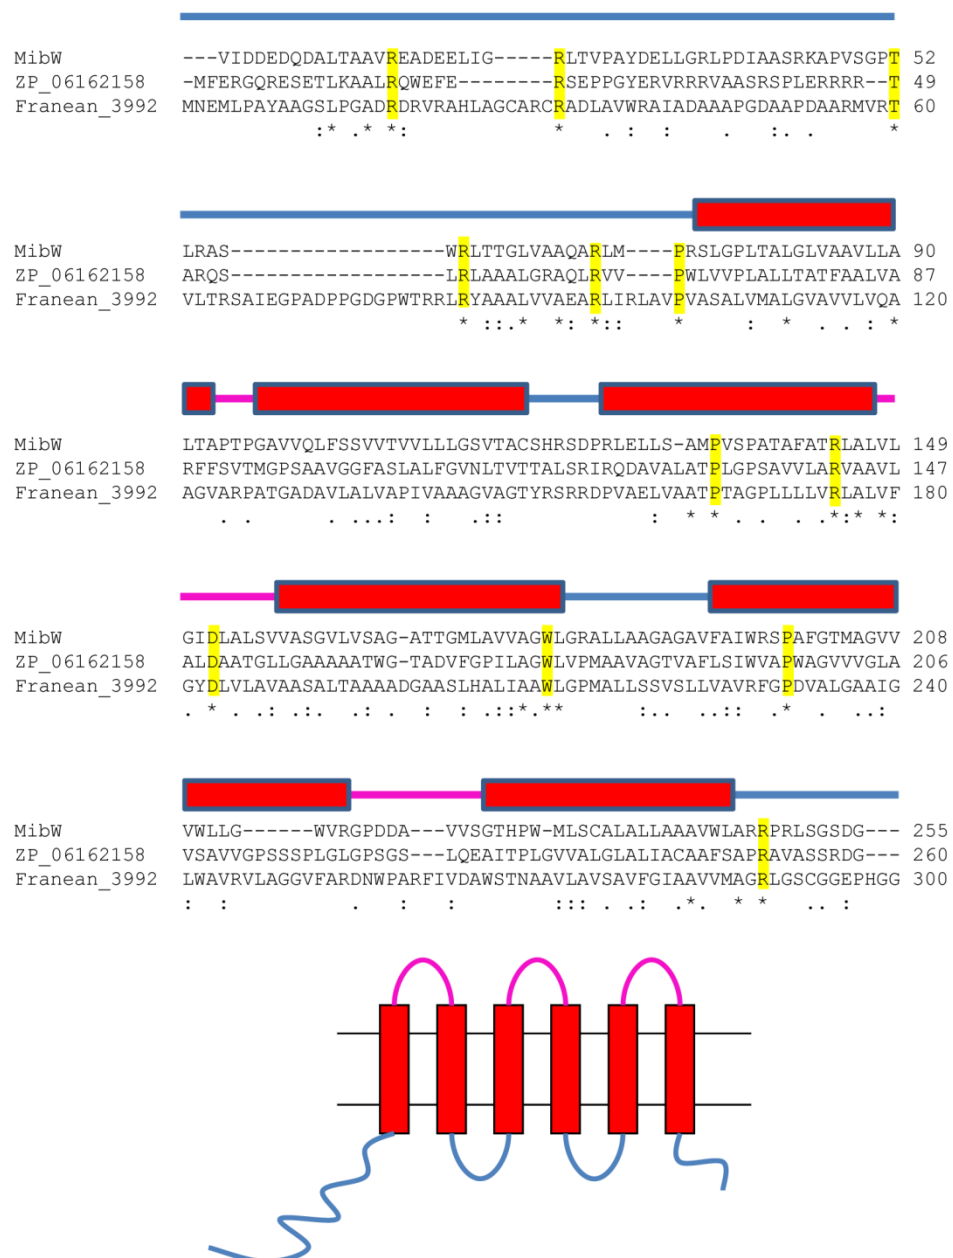 MibW ---VIDDEDQDALTAAVREADEELIG-----RLTVPAYDELLGRLPDIAASRKAPVSGPT 52
ZP_06162158 -MFERGQRESETLKAALRQWEFE--------RSEPPGYERVRRRVAASRSPLERRRR--T 49
Franean_3992 MNEMLPAYAAGSLPGADRDRVRAHLAGCARCRADLAVWRAIADAAAPGDAAPDAARMVRT 60
:* .* *: * . : : . :. . *
MibW LRAS------------------WRLTTGLVAAQARLM----PRSLGPLTALGLVAAVLLA 90
ZP_06162158 ARQS------------------LRLAAALGRAQLRVV----PWLVVPLALLTATFAALVA 87
Franean_3992 VLTRSAIEGPADPPGDGPWTRRLRYAAALVVAEARLIRLAVPVASALVMALGVAVVLVQA 120
* ::.* *: *:: * : * . . : *
MibW LTAPTPGAVVQLFSSVVTVVLLLGSVTACSHRSDPRLELLS-AMPVSPATAFATRLALVL 149
ZP_06162158 RFFSVTMGPSAAVGGFASLALFGVNLTVTTALSRIRQDAVALATPLGPSAVVLARVAAVL 147
Franean_3992 AGVARPATGADAVLALVAPIVAAAGVAGTYRSRRDPVAELVAATPTAGPLLLLVRLALVF 180
. . . ...: : .:: : * * . . . .*:* *:
MibW GIDLALSVVASGVLVSAG-ATTGMLAVVAGWLGRALLAAGAGAVFAIWRSPAFGTMAGVV 208
ZP_06162158 ALDAATGLLGAAAAATWG-TADVFGPILAGWLVPMAAVAGTVAFLSIWVAPWAGVVVGLA 206
Franean_3992 GYDLVLAVAASALTAAAADGAASLHALIAAWLGPMALLSSVSLLVAVRFGPDVALGAAIG 240
. * . .: .:. . : : .::*.** :.. ..:: * . ..:
MibW VWLLG------WVRGPDDA---VVSGTHPW-MLSCALALLAAAVWLARRPRLSGSDG--- 255
ZP_06162158 VSAVVGPSSSPLGLGPSGS---LQEAITPLGVVALGLALIACAAFSAPRAVASSRDG--- 260
Franean_3992 LWAVRVLAGGVFARDNWPARFIVDAWSTNAAVLAVSAVFGIAAVVMAGRLGSCGGEPHGG 300
: : . : : ::: . .: *. * * .. :